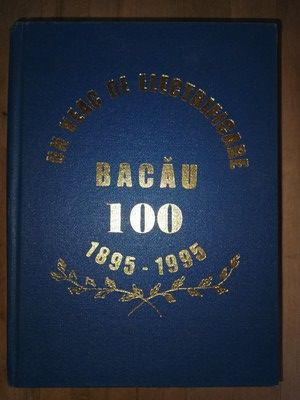 UN VEAC DE ELECTRIFICARE
BACĂU
100
1895-1995